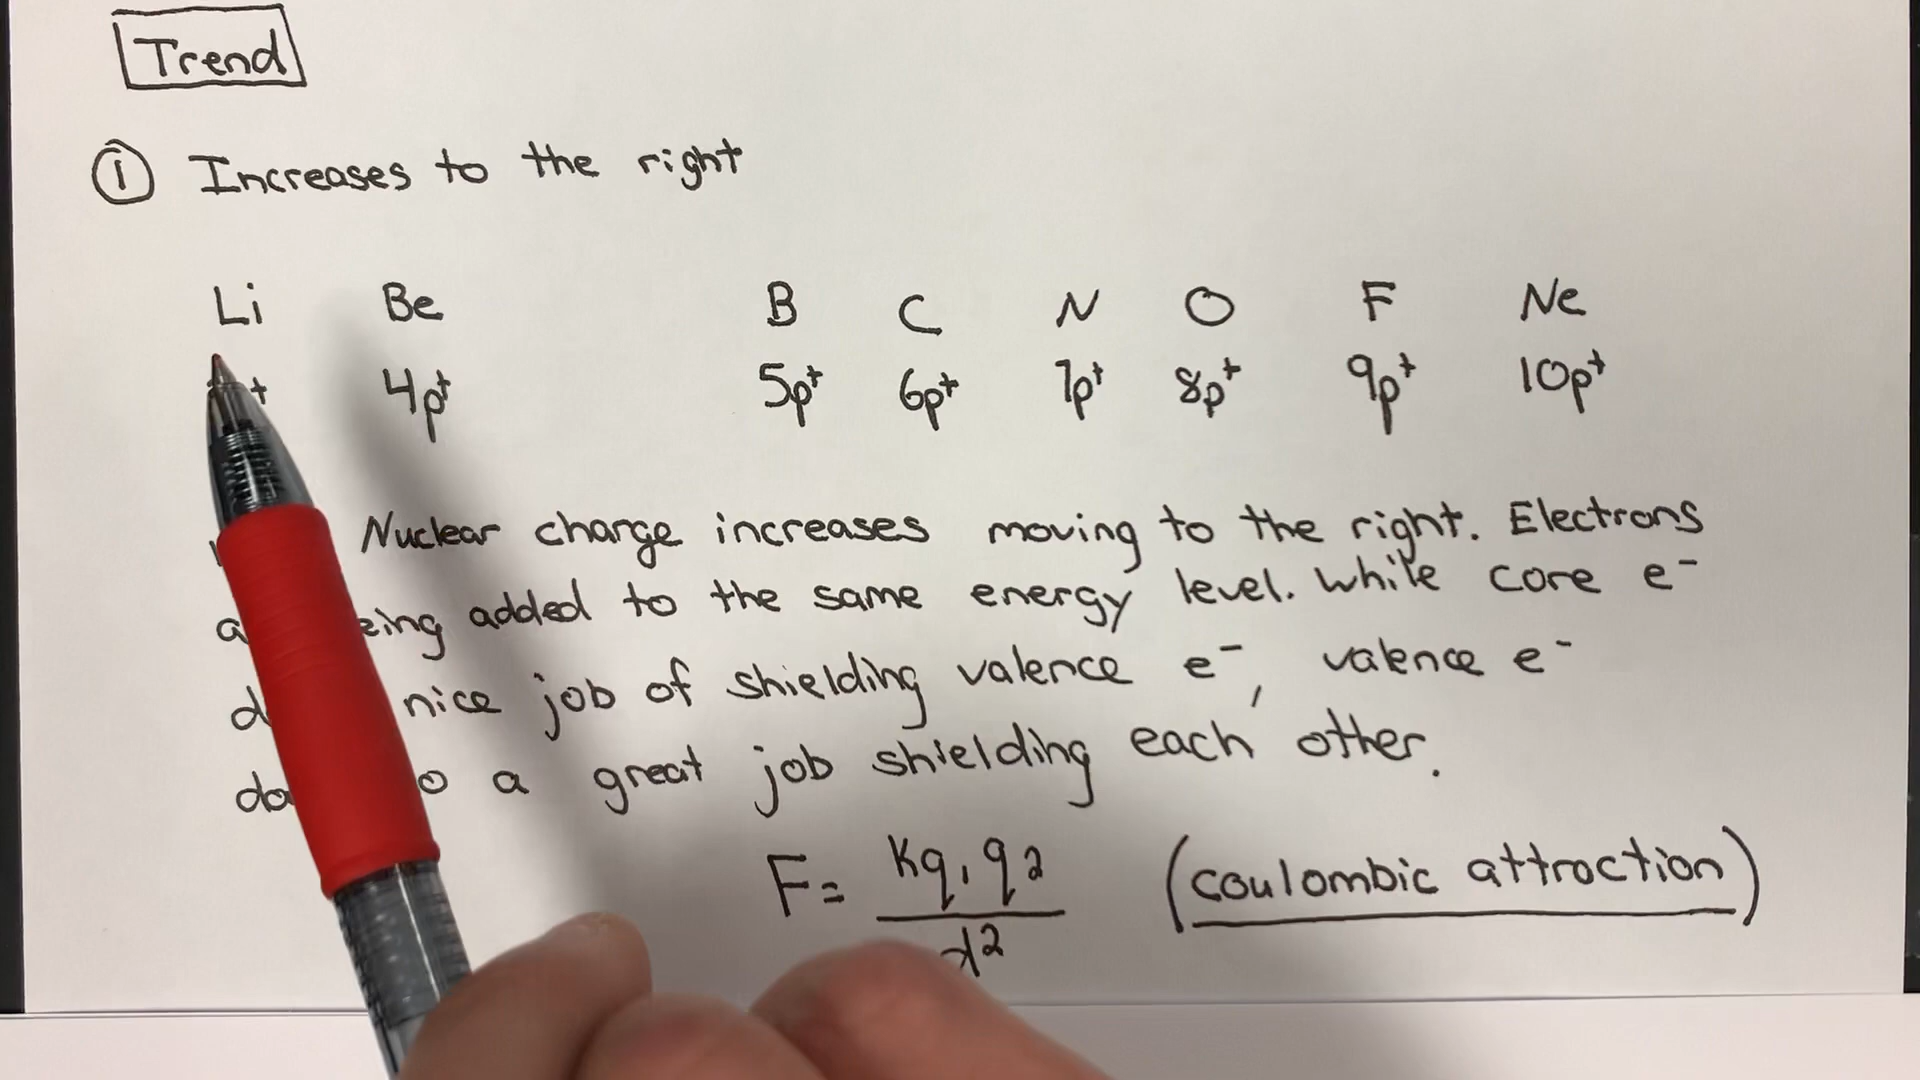 Trend
① Increases to the right
Li Be B C N O F Ne
4p⁺ 5p⁺ 6p⁺ 7p⁺ 8p⁺ 9p⁺ 10p⁺
Nuclear charge increases moving to the right. Electrons
added to the same energy level. While core e⁻
nice job of shielding valence e⁻, valence e⁻
a great job shielding each other.
F = Kq₁q₂ / d² (coulombic attraction)